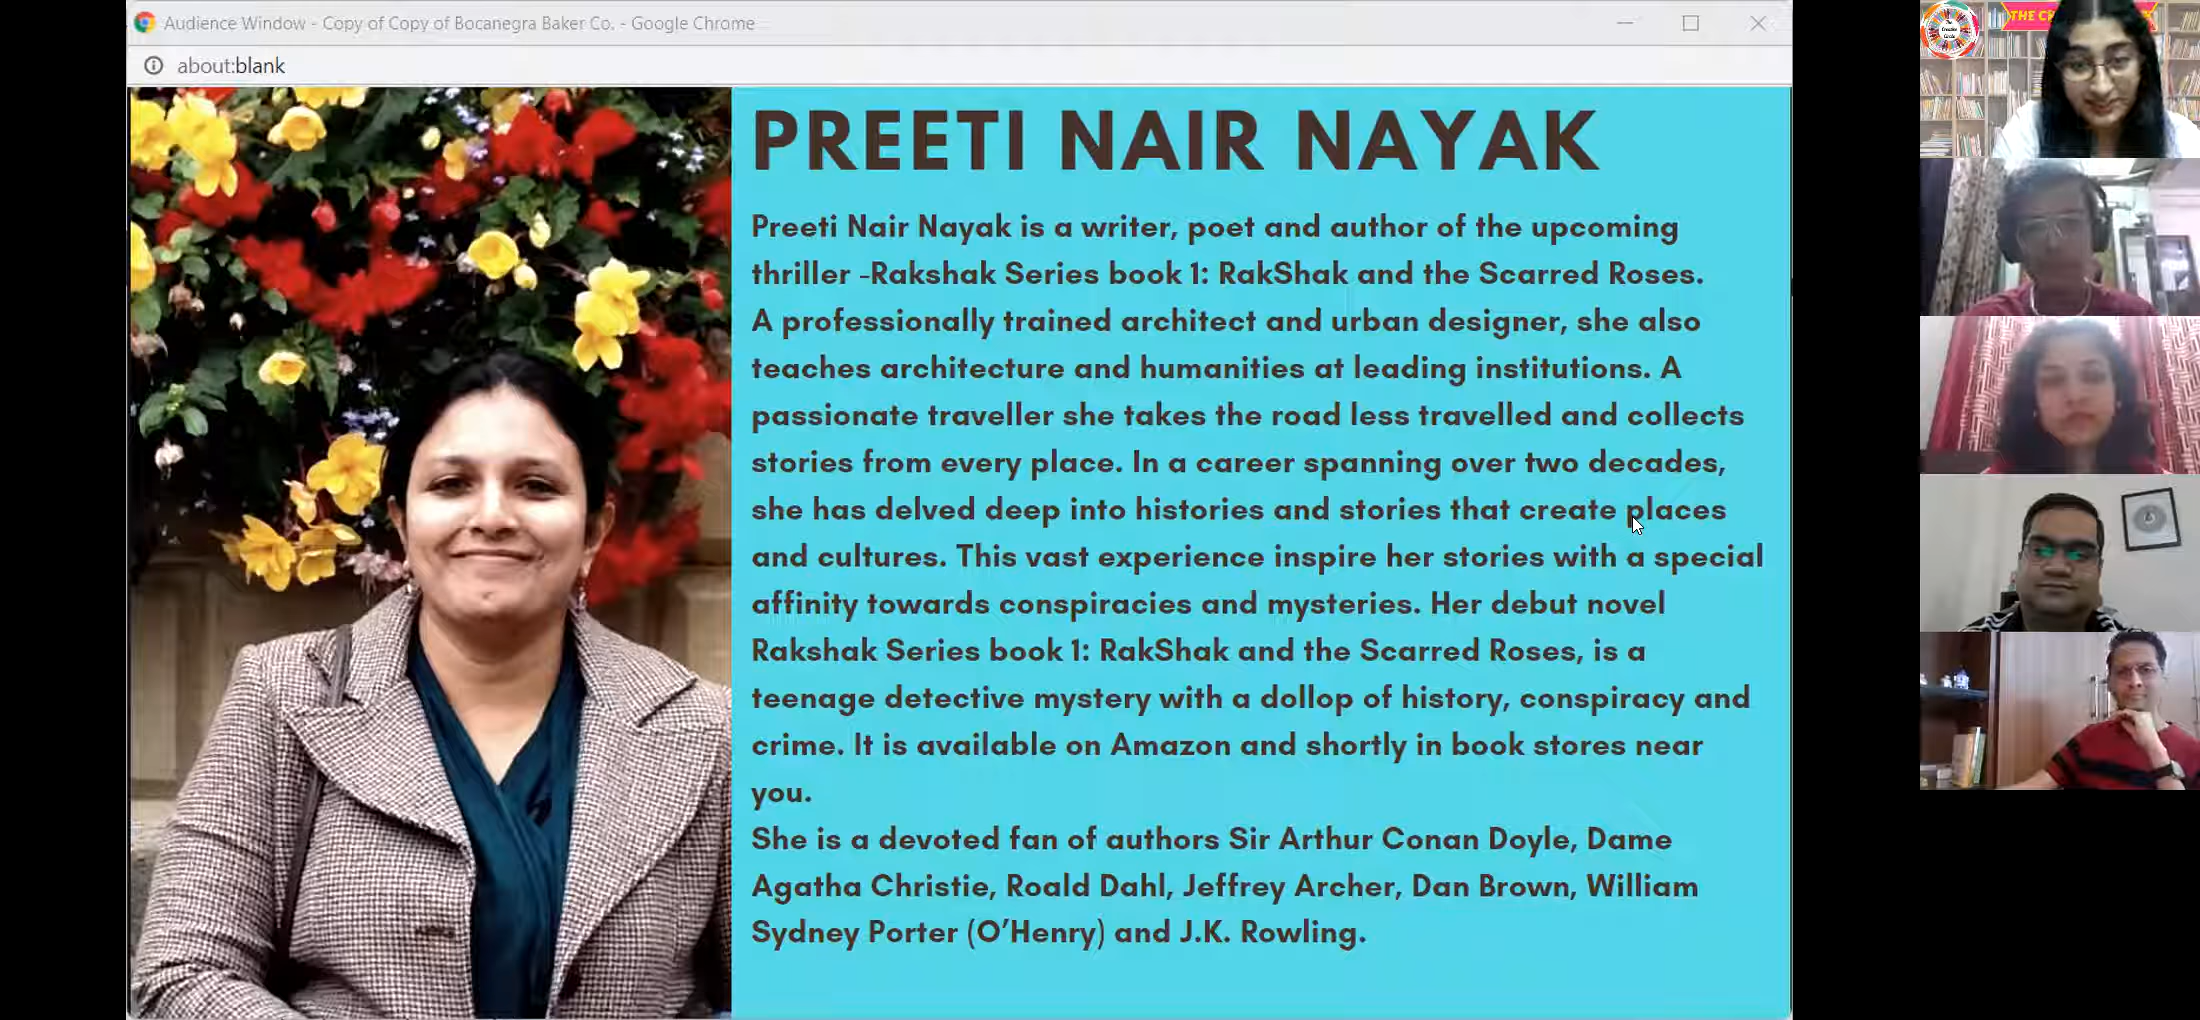 Audience Window - Copy of Copy of Bocanegra Baker Co. - Google Chrome
about:blank
PREETI NAIR NAYAK
Preeti Nair Nayak is a writer, poet and author of the upcoming
thriller -Rakshak Series book 1: RakShak and the Scarred Roses.
A professionally trained architect and urban designer, she also
teaches architecture and humanities at leading institutions. A
passionate traveller she takes the road less travelled and collects
stories from every place. In a career spanning over two decades,
she has delved deep into histories and stories that create places
and cultures. This vast experience inspire her stories with a special
affinity towards conspiracies and mysteries. Her debut novel
Rakshak Series book 1: RakShak and the Scarred Roses, is a
teenage detective mystery with a dollop of history, conspiracy and
crime. It is available on Amazon and shortly in book stores near
you.
She is a devoted fan of authors Sir Arthur Conan Doyle, Dame
Agatha Christie, Roald Dahl, Jeffrey Archer, Dan Brown, William
Sydney Porter (O'Henry) and J.K. Rowling.
The
Creative
Circle
THE